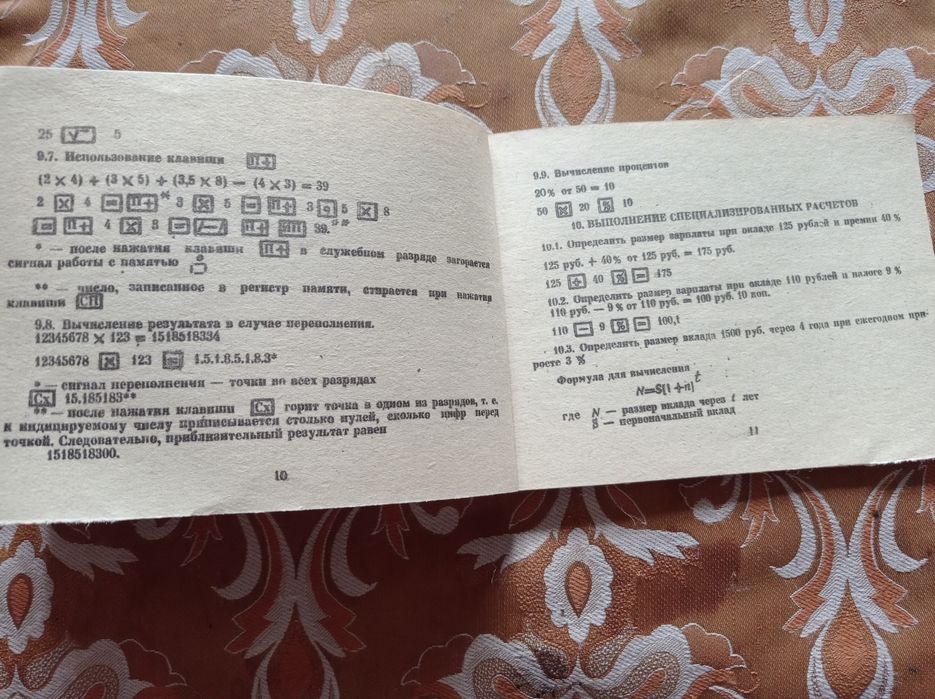 25 [√] 5
9.7. Использование клавиши [П+]
(2 × 4) + (3 × 5) + (3,5 × 8) — (4 × 3) = 39
2 [×] 4 [=] [П+]* 3 [×] 5 [=] [П+] 3 [,] 5 [×] 8
[=] [П+] 4 [×] 3 [=] [/—/] [П+] [ИП] 39.**
* — после нажатия клавиши [П+] в служебном разряде загорается
сигнал работы с памятью
** — число, записанное в регистр памяти, стирается при нажатии
клавиши [СП]
9.8. Вычисление результата в случае переполнения.
12345678 × 123 = 1518518334
12345678 [×] 123 [=] 1.5.1.8.5.1.8.3*
* — сигнал переполнения — точки во всех разрядах
[Сх] 15.185183**
** — после нажатия клавиши [Сх] горит точка в одном из разрядов, т. е.
к индицируемому числу приписывается столько нулей, сколько цифр перед
точкой. Следовательно, приблизительный результат равен
1518518300.
10
9.9. Вычисление процентов
20% от 50 = 10
50 [×] 20 [%] 10
10. ВЫПОЛНЕНИЕ СПЕЦИАЛИЗИРОВАННЫХ РАСЧЕТОВ
10.1. Определить размер зарплаты при окладе 125 рублей и премии 40 %
125 руб. + 40% от 125 руб. = 175 руб.
125 [+] 40 [%] [=] 175
10.2. Определить размер зарплаты при окладе 110 рублей и налоге 9 %
110 руб. — 9 % от 110 руб. = 100 руб. 10 коп.
110 [—] 9 [%] [=] 100,1
10.3. Определить размер вклада 1500 руб. через 4 года при ежегодном при-
росте 3 %
Формула для вычисления
N=S[1+n]t
где N — размер вклада через t лет
S — первоначальный вклад
11